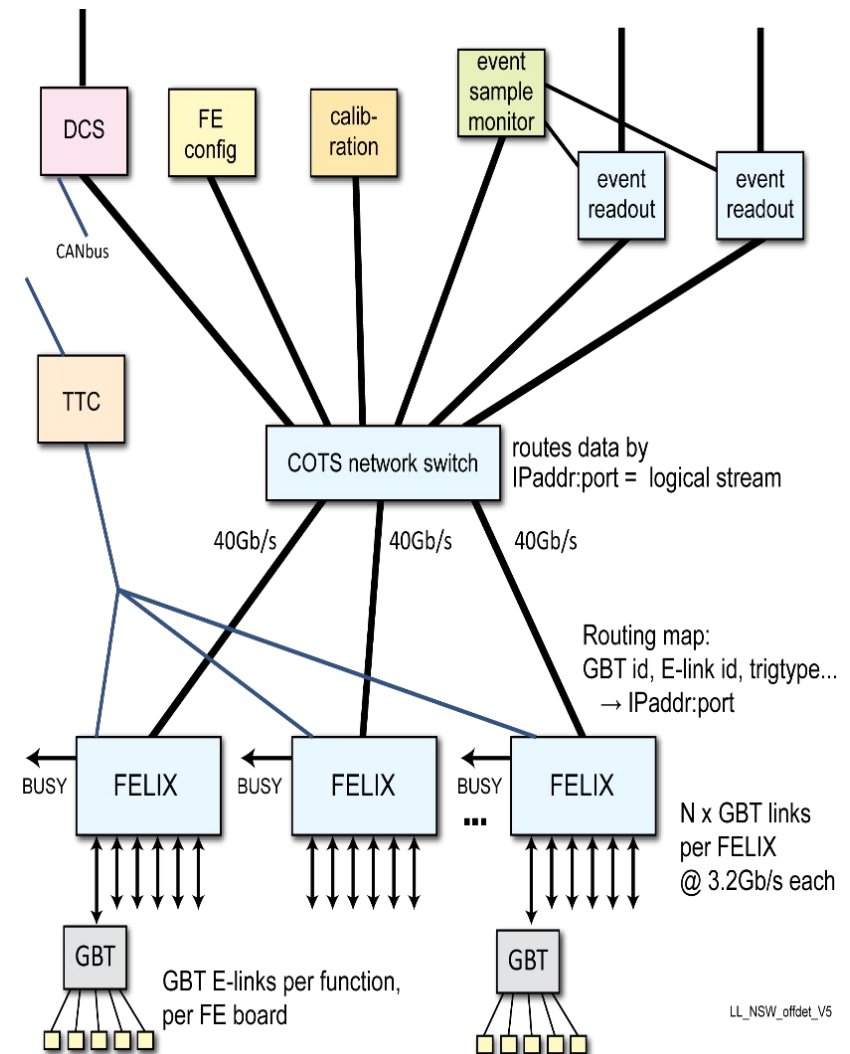 DCS
FE
config
calib-
ration
event
sample
monitor
event
readout
event
readout
CANbus
TTC
COTS network switch
routes data by
IPaddr:port = logical stream
40Gb/s
40Gb/s
40Gb/s
Routing map:
GBT id, E-link id, trigtype...
→ IPaddr:port
BUSY
FELIX
BUSY
FELIX
BUSY
...
FELIX
N x GBT links
per FELIX
@ 3.2Gb/s each
GBT
GBT E-links per function,
per FE board
GBT
LL_NSW_offdet_V5